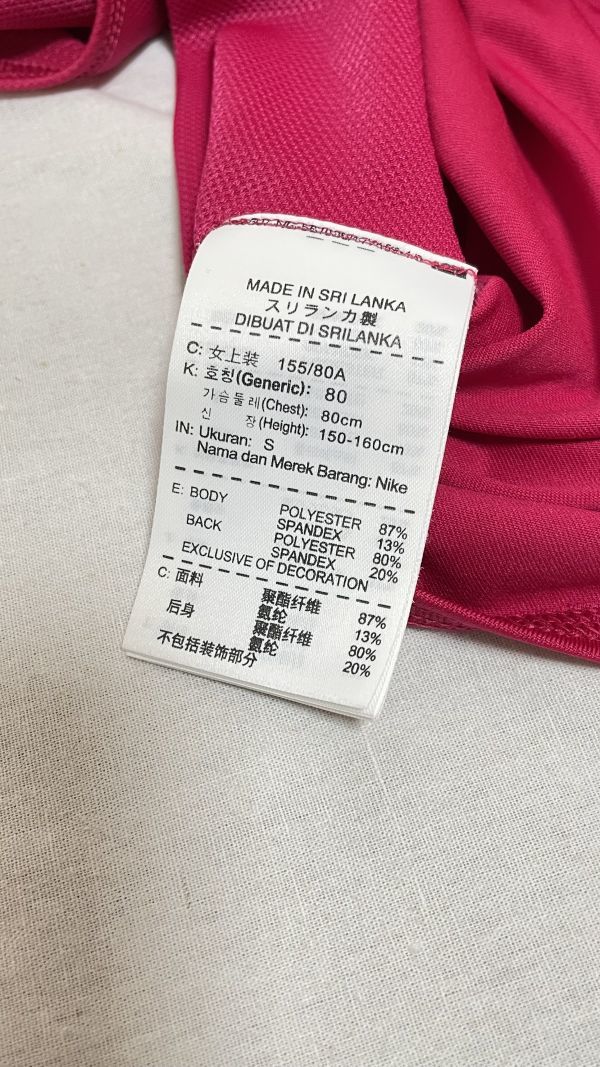 MADE IN SRI LANKA
スリランカ製
DIBUAT DI SRILANKA
C: 女上装 155/80A
K: 호칭(Generic): 80
가슴둘레(Chest): 80cm
신 장(Height): 150-160cm
IN: Ukuran: S
Nama dan Merek Barang: Nike
E: BODY POLYESTER 87%
SPANDEX 13%
BACK POLYESTER 80%
SPANDEX 20%
EXCLUSIVE OF DECORATION
C: 面料 聚酯纤维 87%
氨纶 13%
后身 聚酯纤维 80%
氨纶 20%
不包括装饰部分